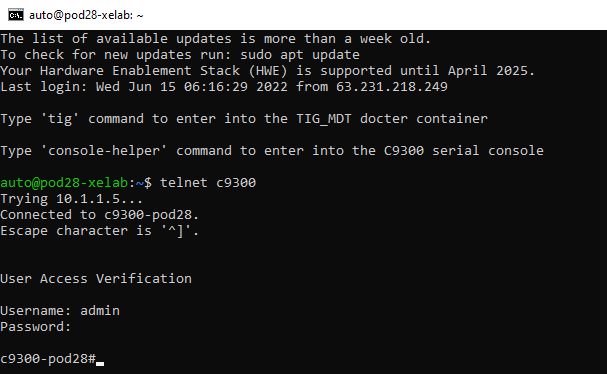 auto@pod28-xelab: ~
The list of available updates is more than a week old.
To check for new updates run: sudo apt update
Your Hardware Enablement Stack (HWE) is supported until April 2025.
Last login: Wed Jun 15 06:16:29 2022 from 63.231.218.249
Type 'tig' command to enter into the TIG_MDT docter container
Type 'console-helper' command to enter into the C9300 serial console
auto@pod28-xelab:~$ telnet c9300
Trying 10.1.1.5...
Connected to c9300-pod28.
Escape character is '^]'.
User Access Verification
Username: admin
Password:
c9300-pod28#